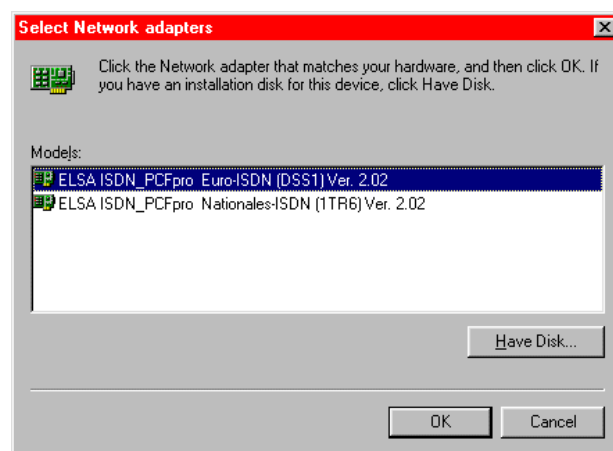 Select Network adapters
Click the Network adapter that matches your hardware, and then click OK. If
you have an installation disk for this device, click Have Disk.
Models:
ELSA ISDN_PCFpro Euro-ISDN (DSS1) Ver. 2.02
ELSA ISDN_PCFpro Nationales-ISDN (1TR6) Ver. 2.02
Have Disk...
OK
Cancel